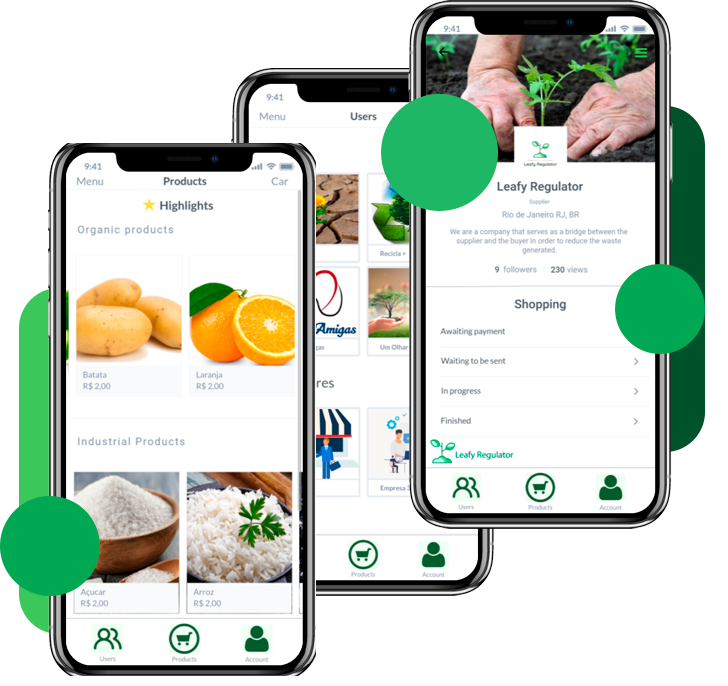 9:41
Menu Products Car
Highlights
Organic products
Batata
R$ 2,00
Laranja
R$ 2,00
Industrial Products
Açucar
R$ 2,00
Arroz
R$ 2,00
Users
Products
Account
9:41
Menu Users
Recicla +
Amigas
gas
Um Olhar
res
Empresa
Products
Account
9:41
Leafy Regulator
Leafy Regulator
Supplier
Rio de Janeiro RJ, BR
We are a company that serves as a bridge between the
supplier and the buyer in order to reduce the waste
generated.
9 followers 230 views
Shopping
Awaiting payment
Waiting to be sent
In progress
Finished
Leafy Regulator
Users
Products
Account